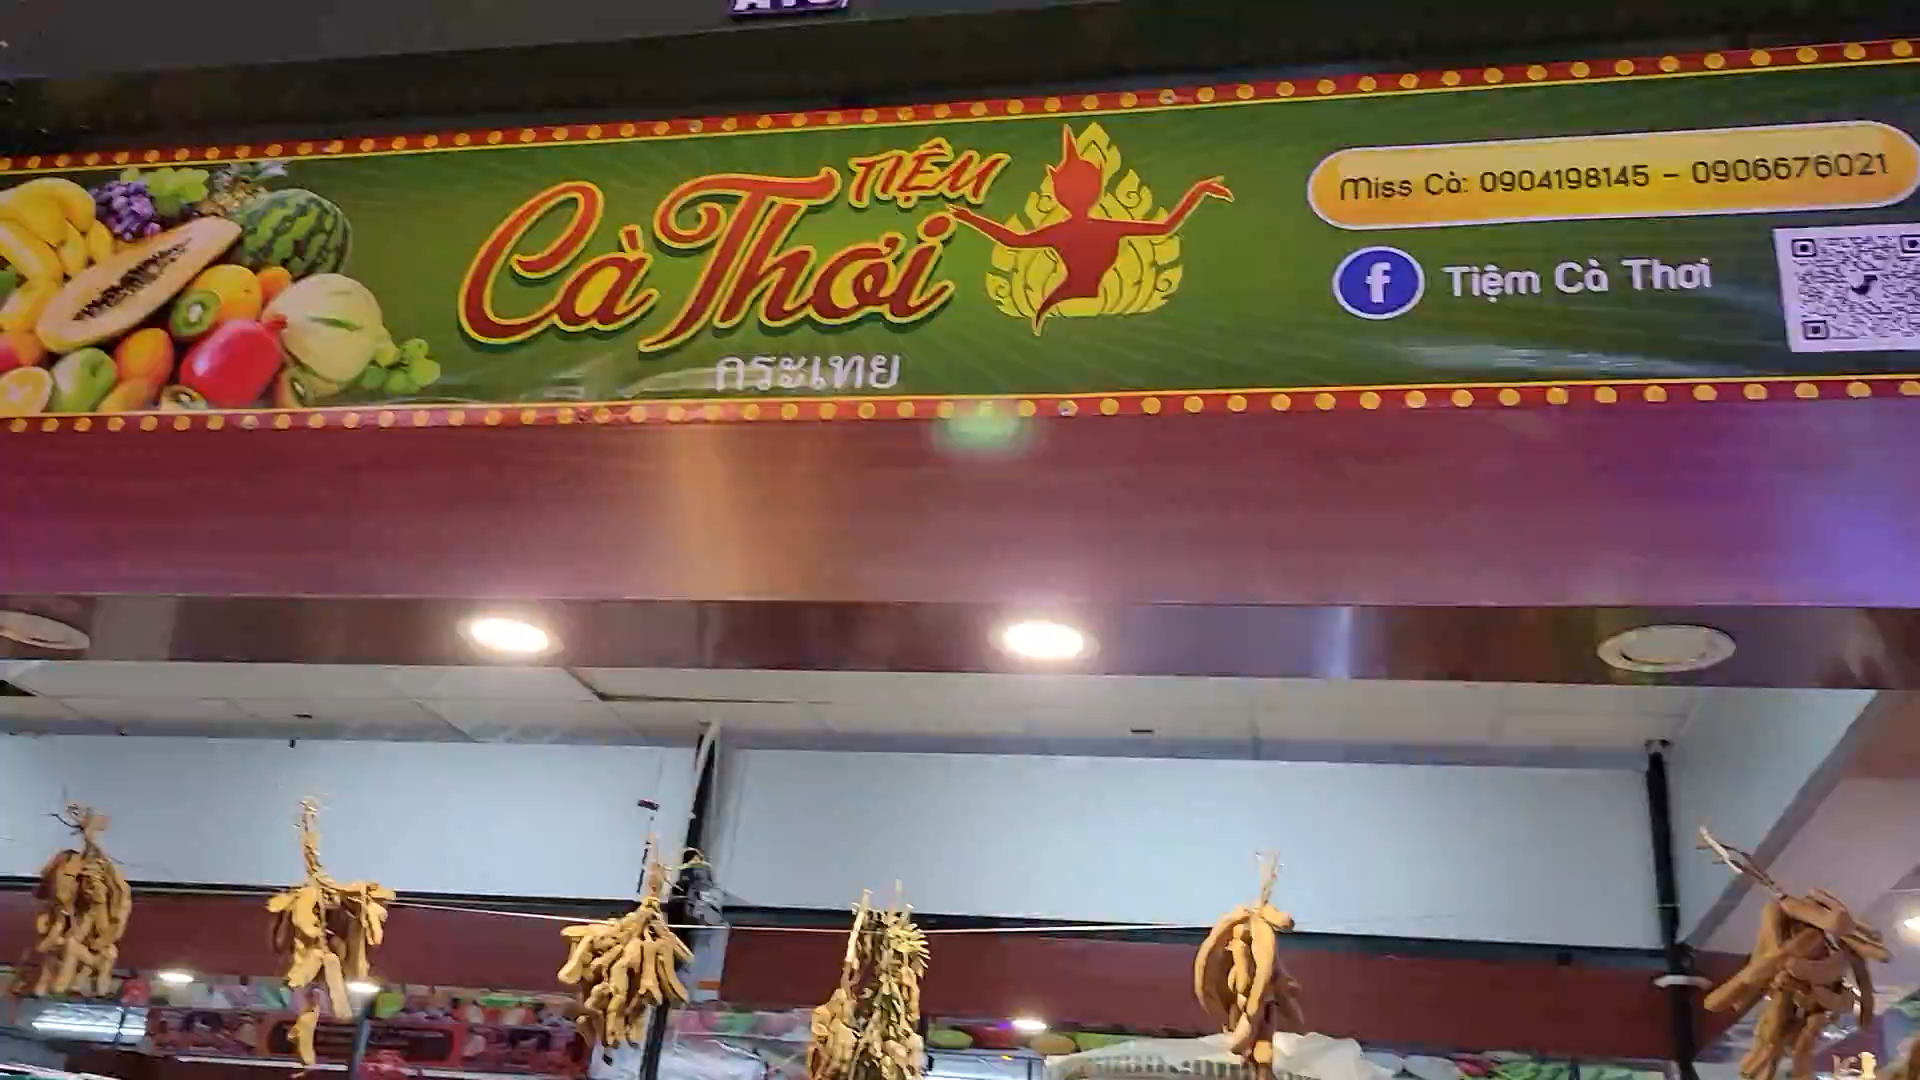 TIỆM
Cà Thơi
กระเทย
Miss Cà: 0904198145 - 0906676021
f Tiệm Cà Thơi